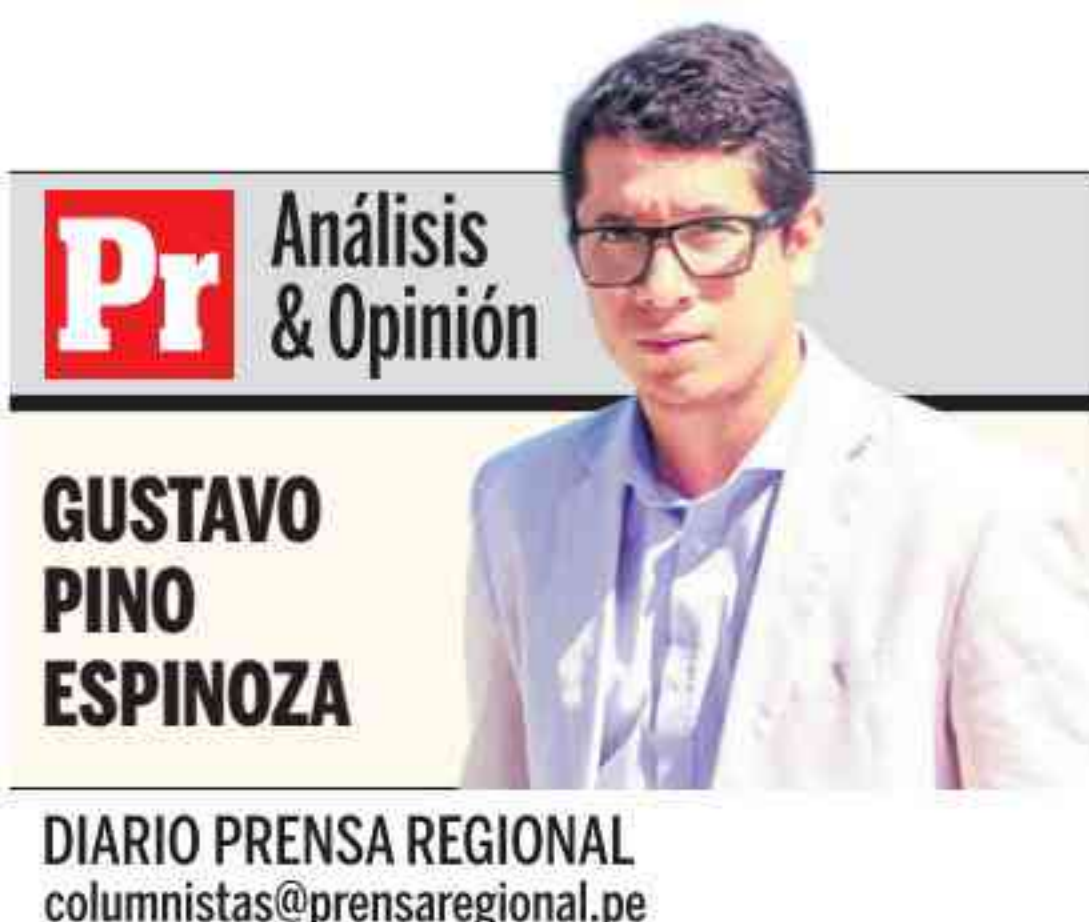 Pr
Análisis
& Opinión
GUSTAVO
PINO
ESPINOZA
DIARIO PRENSA REGIONAL
columnistas@prensaregional.pe